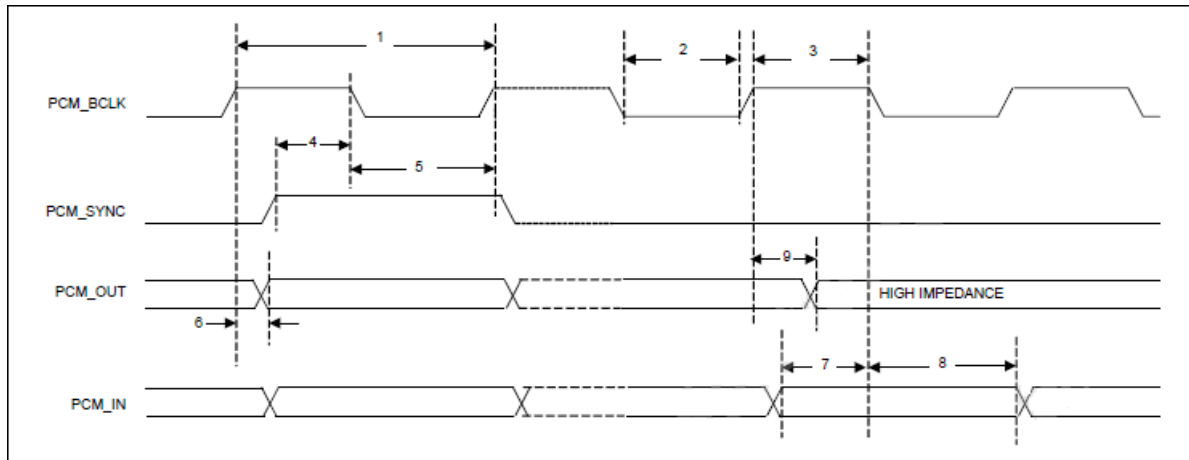 1
2
3
PCM_BCLK
4
5
PCM_SYNC
9
PCM_OUT
HIGH IMPEDANCE
6
7
8
PCM_IN